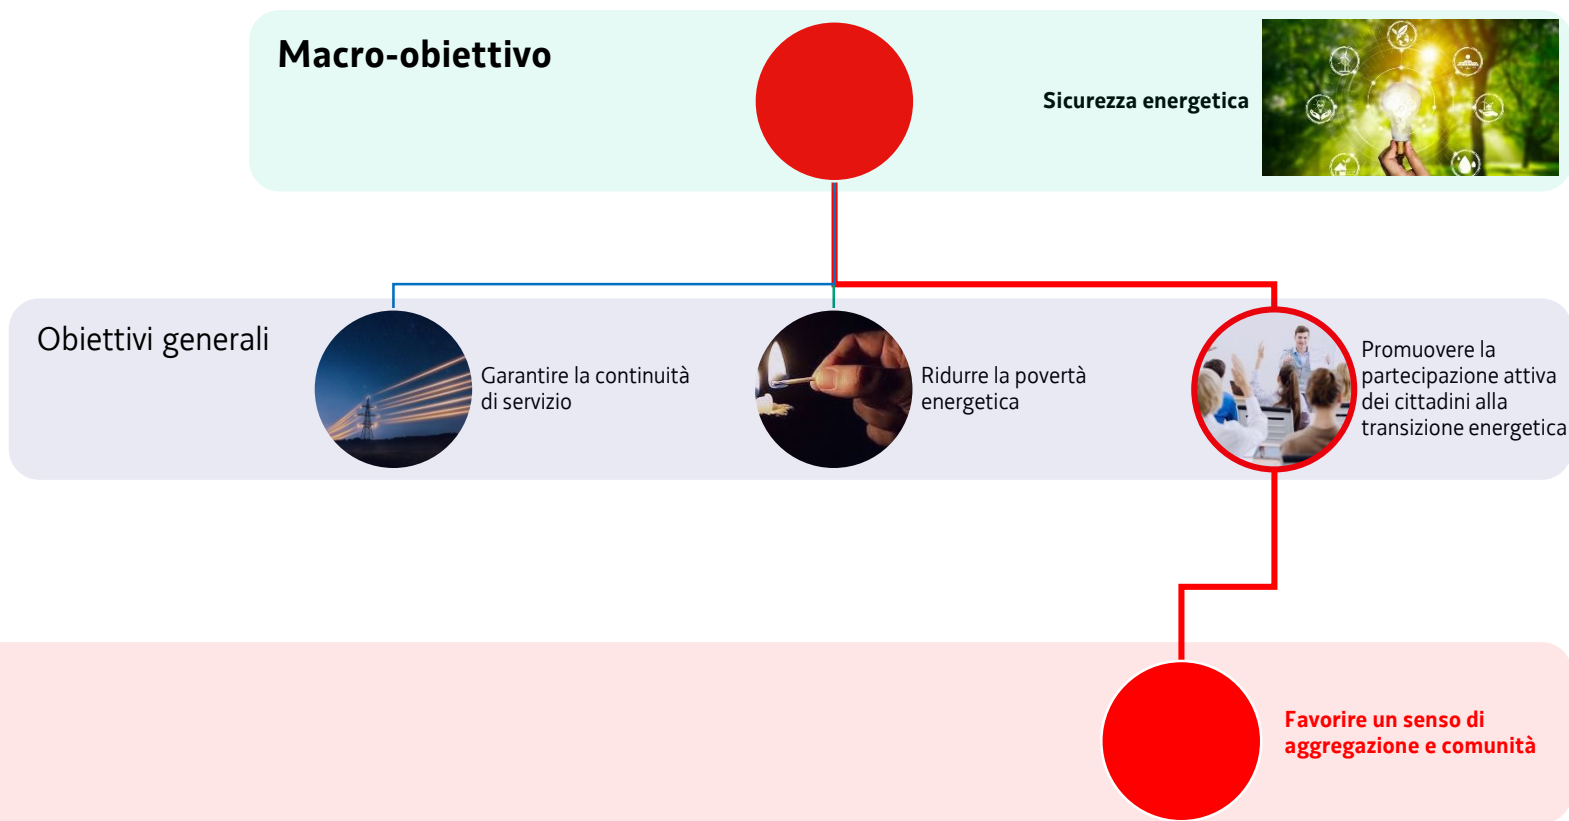 Macro-obiettivo
Sicurezza energetica
Obiettivi generali
Garantire la continuità
di servizio
Ridurre la povertà
energetica
Promuovere la
partecipazione attiva
dei cittadini alla
transizione energetica
Favorire un senso di
aggregazione e comunità